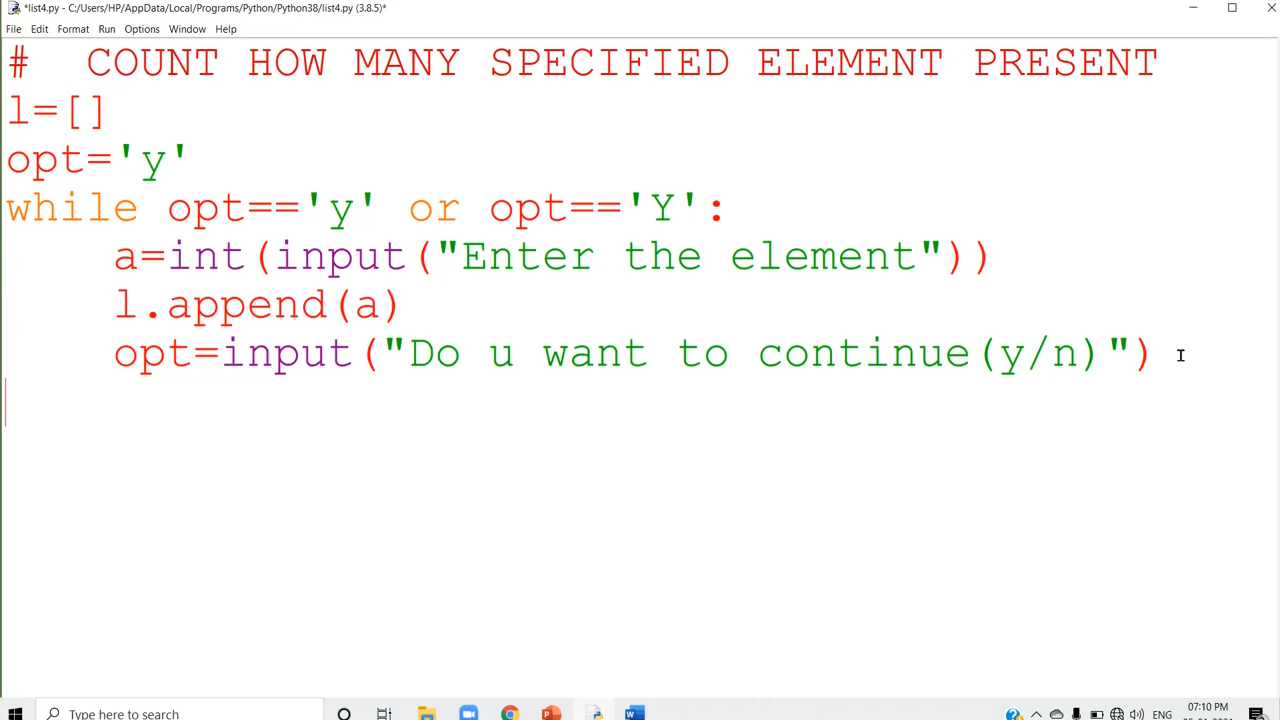 *list4.py - C:/Users/HP/AppData/Local/Programs/Python/Python38/list4.py (3.8.5)*
File Edit Format Run Options Window Help
#  COUNT HOW MANY SPECIFIED ELEMENT PRESENT
l=[]
opt='y'
while opt=='y' or opt=='Y':
    a=int(input("Enter the element"))
    l.append(a)
    opt=input("Do u want to continue(y/n)")
Type here to search
ENG
07:10 PM